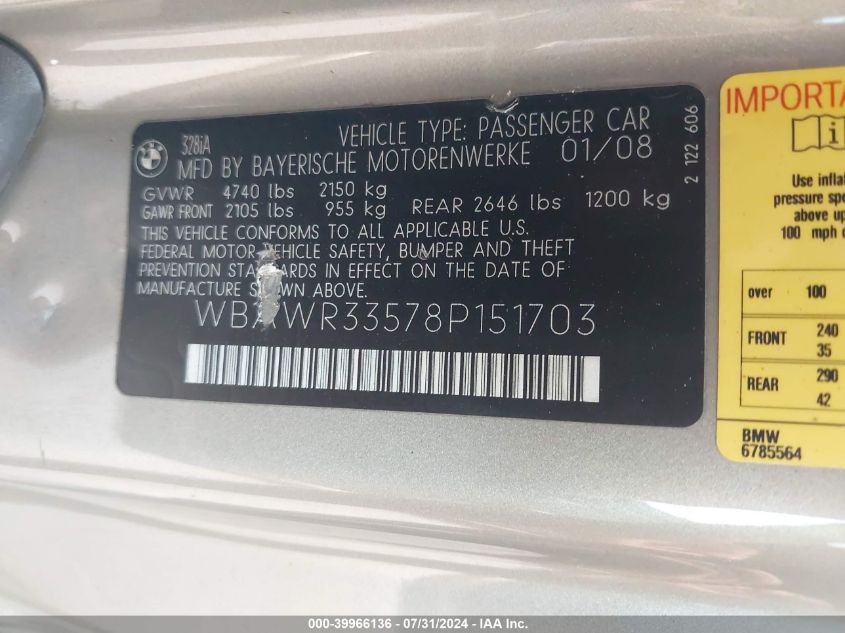 328iA VEHICLE TYPE: PASSENGER CAR
MFD BY BAYERISCHE MOTORENWERKE 01/08
GVWR 4740 lbs 2150 kg
GAWR FRONT 2105 lbs 955 kg REAR 2646 lbs 1200 kg
THIS VEHICLE CONFORMS TO ALL APPLICABLE U.S.
FEDERAL MOTOR VEHICLE SAFETY, BUMPER AND THEFT
PREVENTION STANDARDS IN EFFECT ON THE DATE OF
MANUFACTURE SHOWN ABOVE.
WBAWR33578P151703
2 122 606
IMPORTA
i
Use infla
pressure spe
above up
100 mph
over 100
FRONT 240
35
REAR 290
42
BMW
6785564
000-39966136 - 07/31/2024 - IAA Inc.